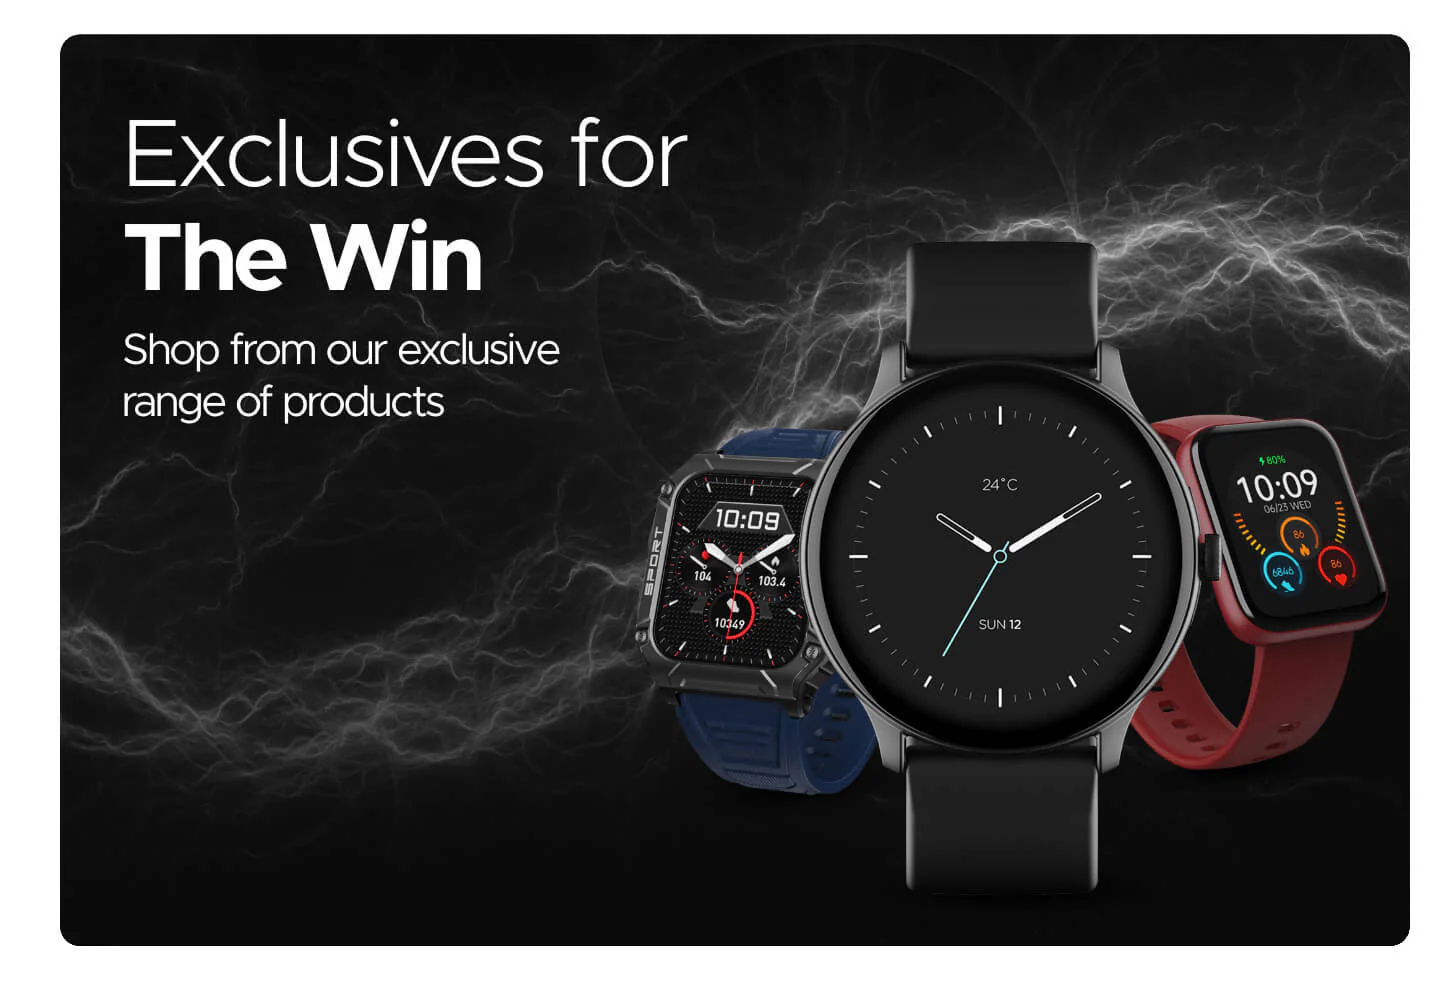 Exclusives for
The Win
Shop from our exclusive
range of products
SPORT
10:09
104
103.4
10349
24°C
SUN 12
80%
10:09
06/23 WED
86
6846
86